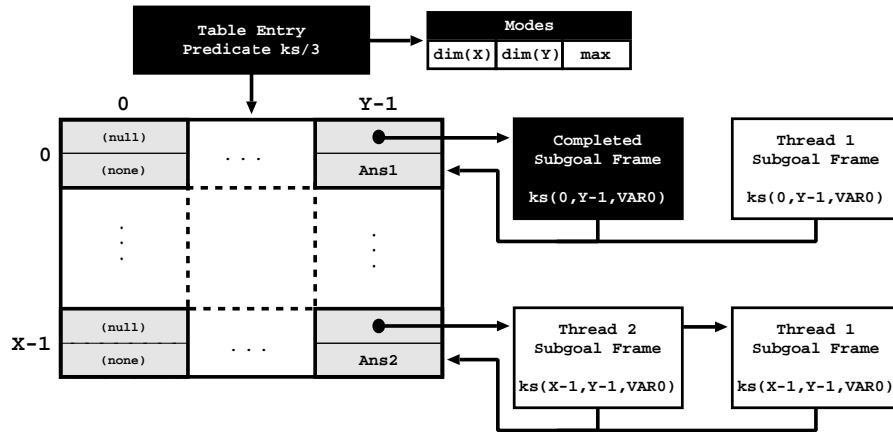 Table Entry
Predicate ks/3
Modes
dim(X) dim(Y) max
0 Y-1
0
(null)
(none)
. . .
Ans1
Completed
Subgoal Frame
ks(0,Y-1,VAR0)
Thread 1
Subgoal Frame
ks(0,Y-1,VAR0)
X-1
(null)
(none)
. . .
Ans2
Thread 2
Subgoal Frame
ks(X-1,Y-1,VAR0)
Thread 1
Subgoal Frame
ks(X-1,Y-1,VAR0)